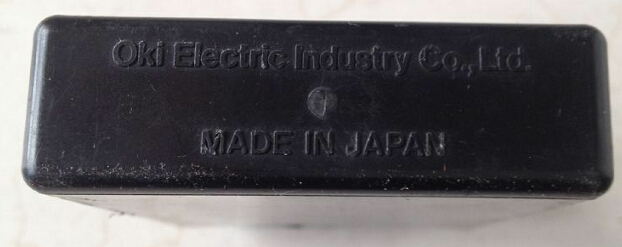 Oki Electric Industry Co., Ltd.
MADE IN JAPAN